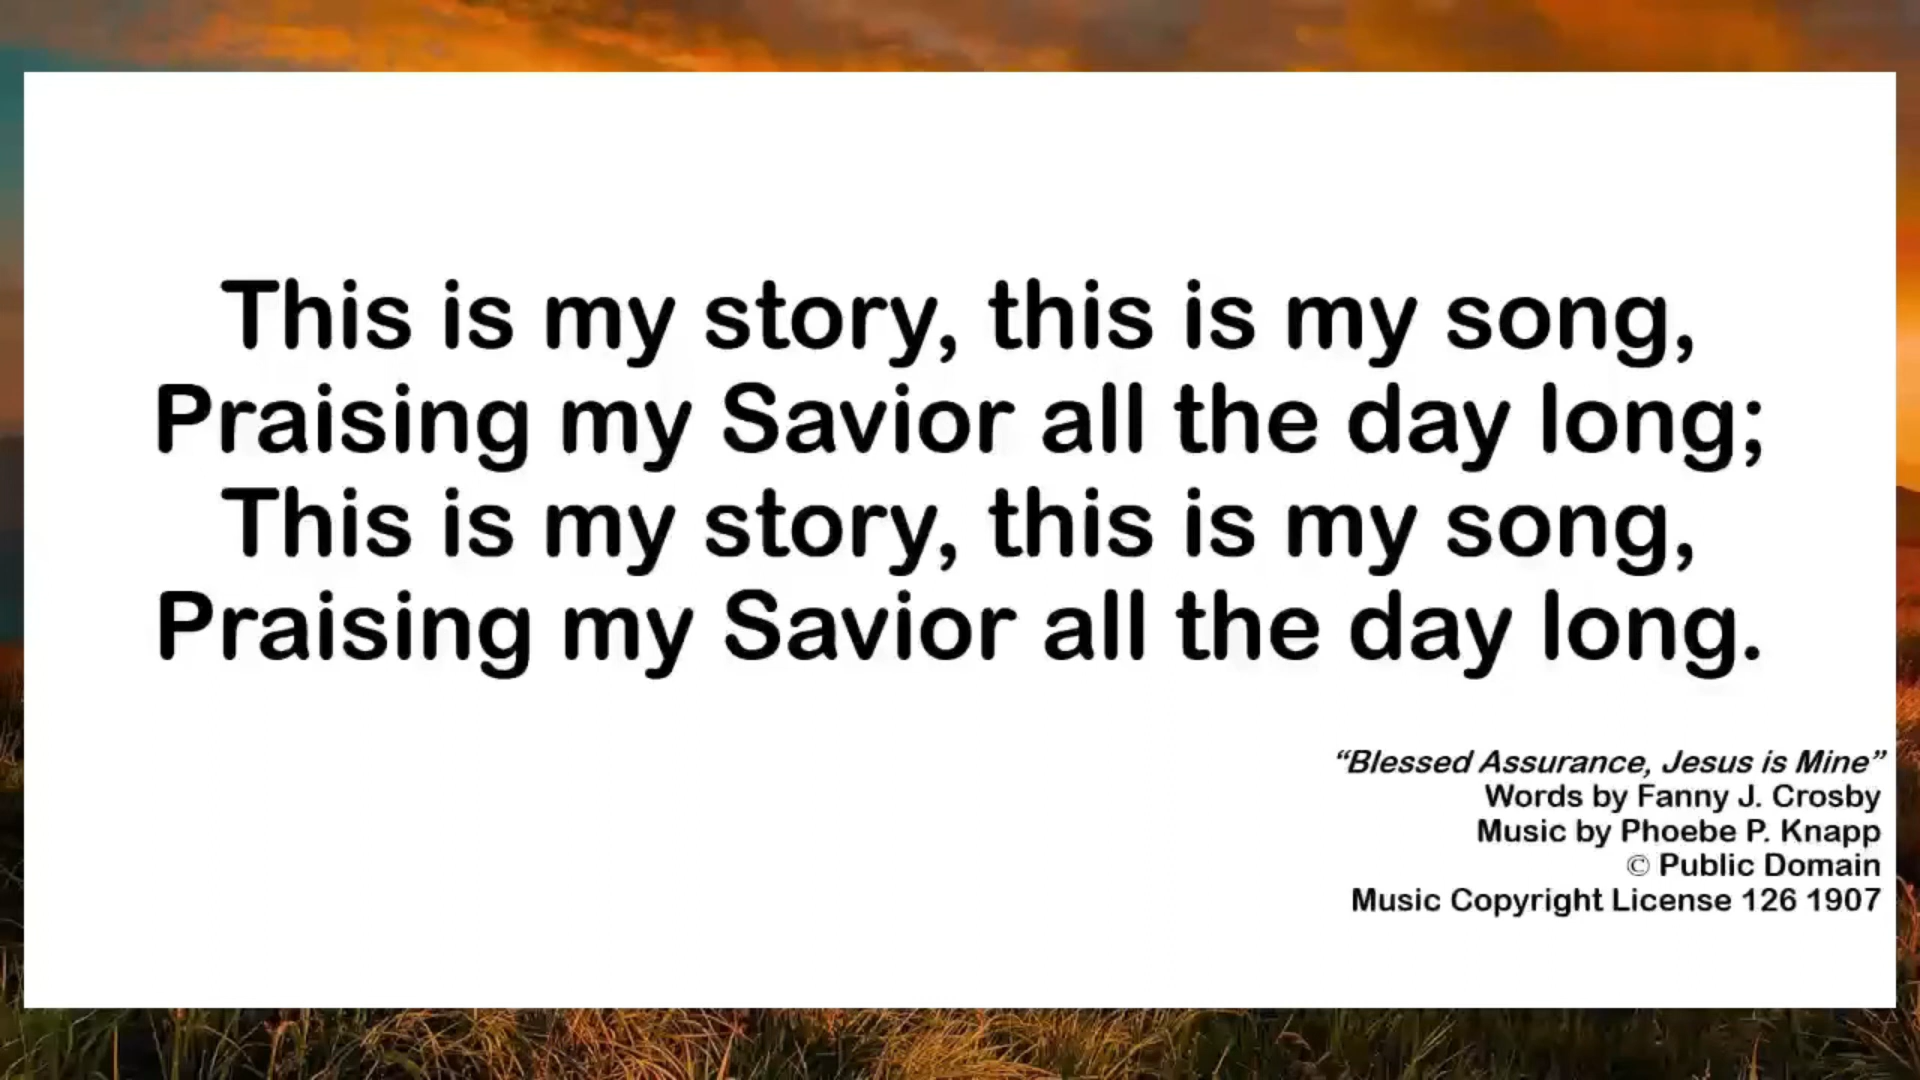 This is my story, this is my song,
Praising my Savior all the day long;
This is my story, this is my song,
Praising my Savior all the day long.
“Blessed Assurance, Jesus is Mine”
Words by Fanny J. Crosby
Music by Phoebe P. Knapp
© Public Domain
Music Copyright License 126 1907